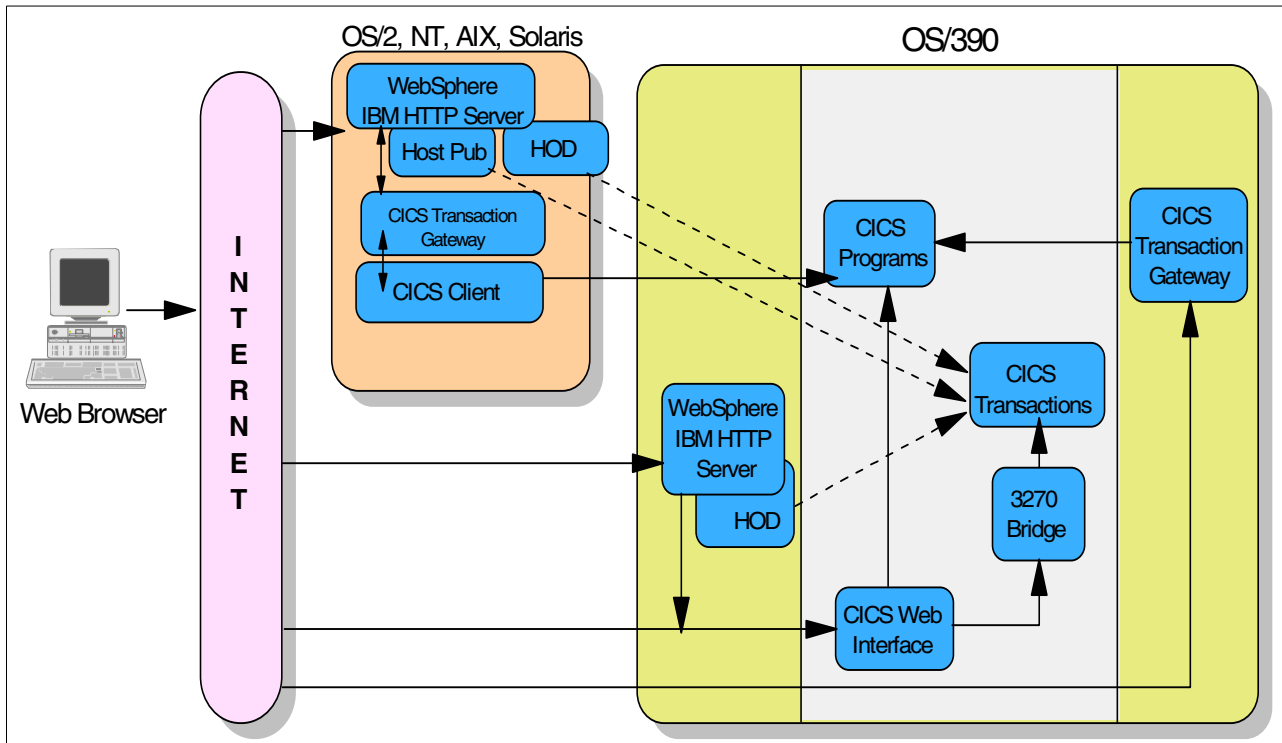 OS/2, NT, AIX, Solaris
OS/390
WebSphere
IBM HTTP Server
Host Pub
HOD
CICS Transaction
Gateway
CICS Client
INTERNET
Web Browser
CICS
Programs
CICS
Transaction
Gateway
CICS
Transactions
WebSphere
IBM HTTP
Server
HOD
3270
Bridge
CICS Web
Interface